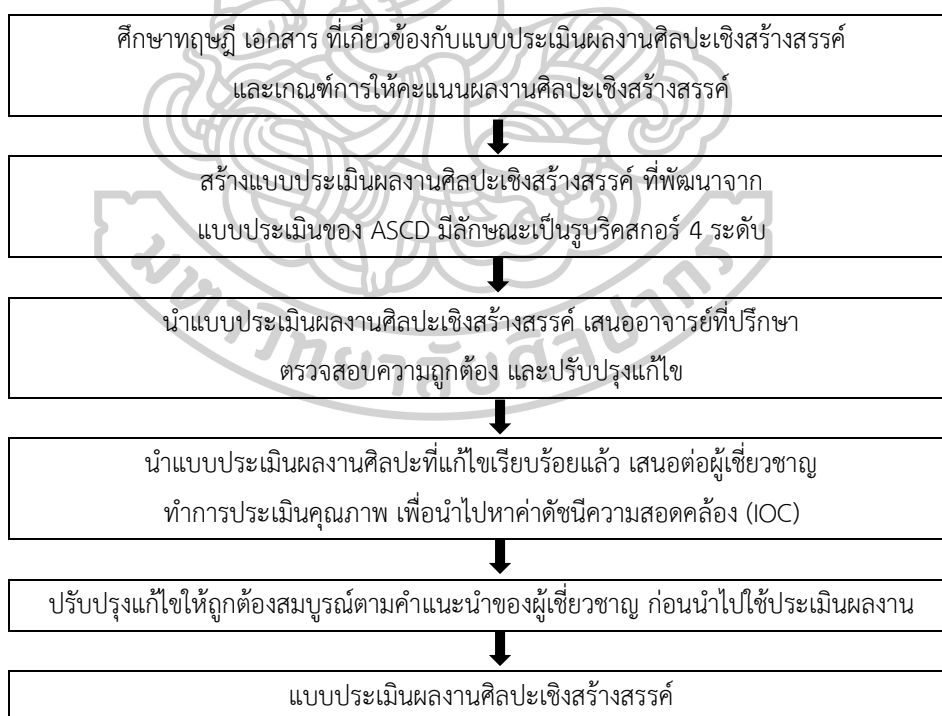 ศึกษาทฤษฎี เอกสาร ที่เกี่ยวข้องกับแบบประเมินผลงานศิลปะเชิงสร้างสรรค์
และเกณฑ์การให้คะแนนผลงานศิลปะเชิงสร้างสรรค์
สร้างแบบประเมินผลงานศิลปะเชิงสร้างสรรค์ ที่พัฒนาจาก
แบบประเมินของ ASCD มีลักษณะเป็นรูบริคสกอร์ 4 ระดับ
นำแบบประเมินผลงานศิลปะเชิงสร้างสรรค์ เสนออาจารย์ที่ปรึกษา
ตรวจสอบความถูกต้อง และปรับปรุงแก้ไข
มหาวิทยาลัยศิลปากร
นำแบบประเมินผลงานศิลปะที่แก้ไขเรียบร้อยแล้ว เสนอต่อผู้เชี่ยวชาญ
ทำการประเมินคุณภาพ เพื่อนำไปหาค่าดัชนีความสอดคล้อง (IOC)
ปรับปรุงแก้ไขให้ถูกต้องสมบูรณ์ตามคำแนะนำของผู้เชี่ยวชาญ ก่อนนำไปใช้ประเมินผลงาน
แบบประเมินผลงานศิลปะเชิงสร้างสรรค์